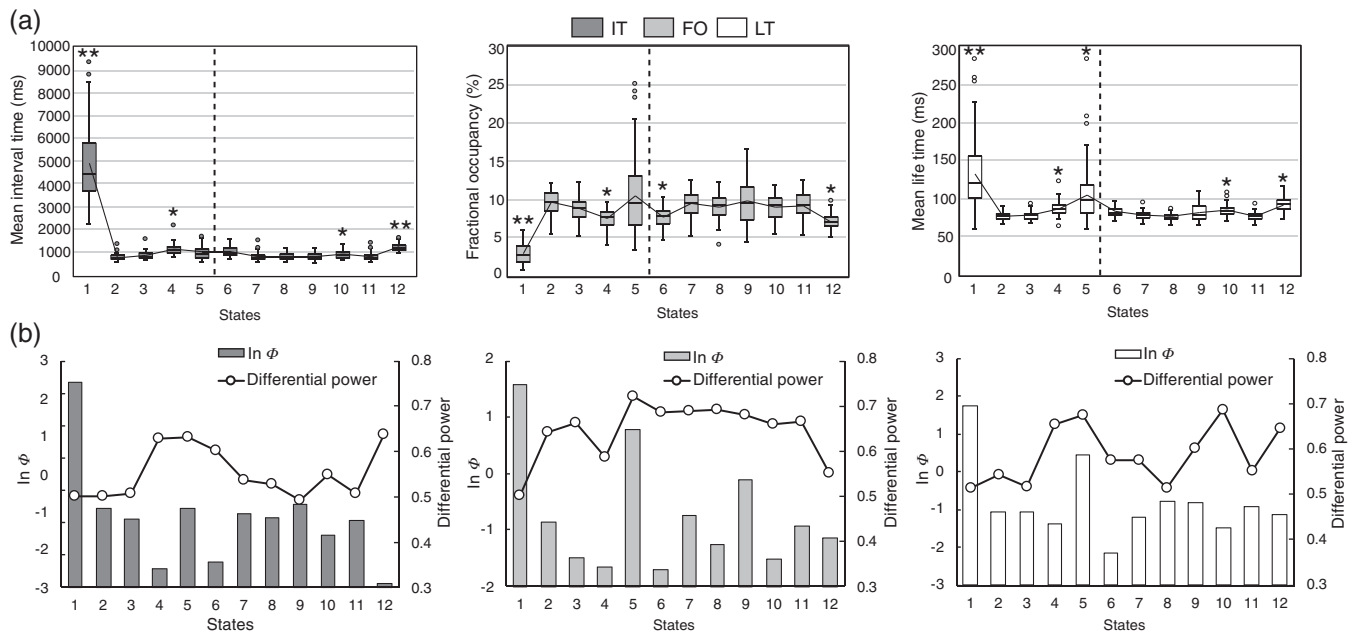 (a)
IT FO LT
Mean interval time (ms)
10000
9000
8000
7000
6000
5000
4000
3000
2000
1000
0
** * * **
1 2 3 4 5 6 7 8 9 10 11 12
States
Fractional occupancy (%)
30
25
20
15
10
5
0
** * * *
1 2 3 4 5 6 7 8 9 10 11 12
States
Mean life time (ms)
300
250
200
150
100
50
** * * * *
1 2 3 4 5 6 7 8 9 10 11 12
States
(b)
ln Φ
Differential power
ln Φ
3
2
1
0
-1
-2
-3
0.8
0.7
0.6
0.5
0.4
0.3
Differential power
1 2 3 4 5 6 7 8 9 10 11 12
States
ln Φ
Differential power
ln Φ
2
1
0
-1
-2
0.8
0.7
0.6
0.5
0.4
0.3
Differential power
1 2 3 4 5 6 7 8 9 10 11 12
States
ln Φ
Differential power
ln Φ
3
2
1
0
-1
-2
-3
0.8
0.7
0.6
0.5
0.4
0.3
Differential power
1 2 3 4 5 6 7 8 9 10 11 12
States